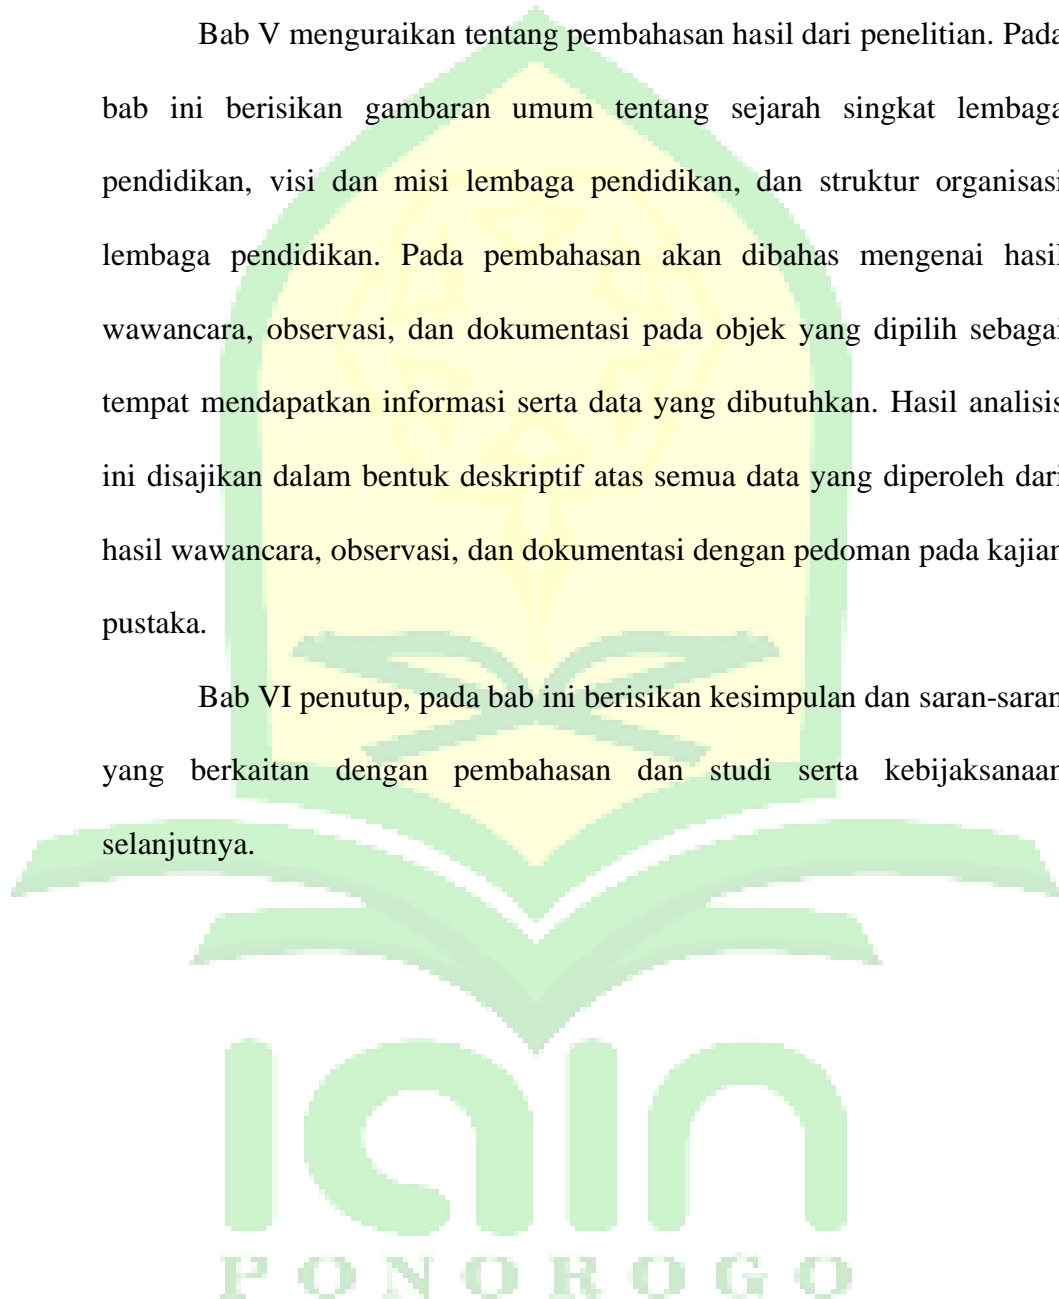 Bab V menguraikan tentang pembahasan hasil dari penelitian. Pada
bab ini berisikan gambaran umum tentang sejarah singkat lembaga
pendidikan, visi dan misi lembaga pendidikan, dan struktur organisasi
lembaga pendidikan. Pada pembahasan akan dibahas mengenai hasil
wawancara, observasi, dan dokumentasi pada objek yang dipilih sebagai
tempat mendapatkan informasi serta data yang dibutuhkan. Hasil analisis
ini disajikan dalam bentuk deskriptif atas semua data yang diperoleh dari
hasil wawancara, observasi, dan dokumentasi dengan pedoman pada kajian
pustaka.
Bab VI penutup, pada bab ini berisikan kesimpulan dan saran-saran
yang berkaitan dengan pembahasan dan studi serta kebijaksanaan
selanjutnya.
iain
PONOROGO